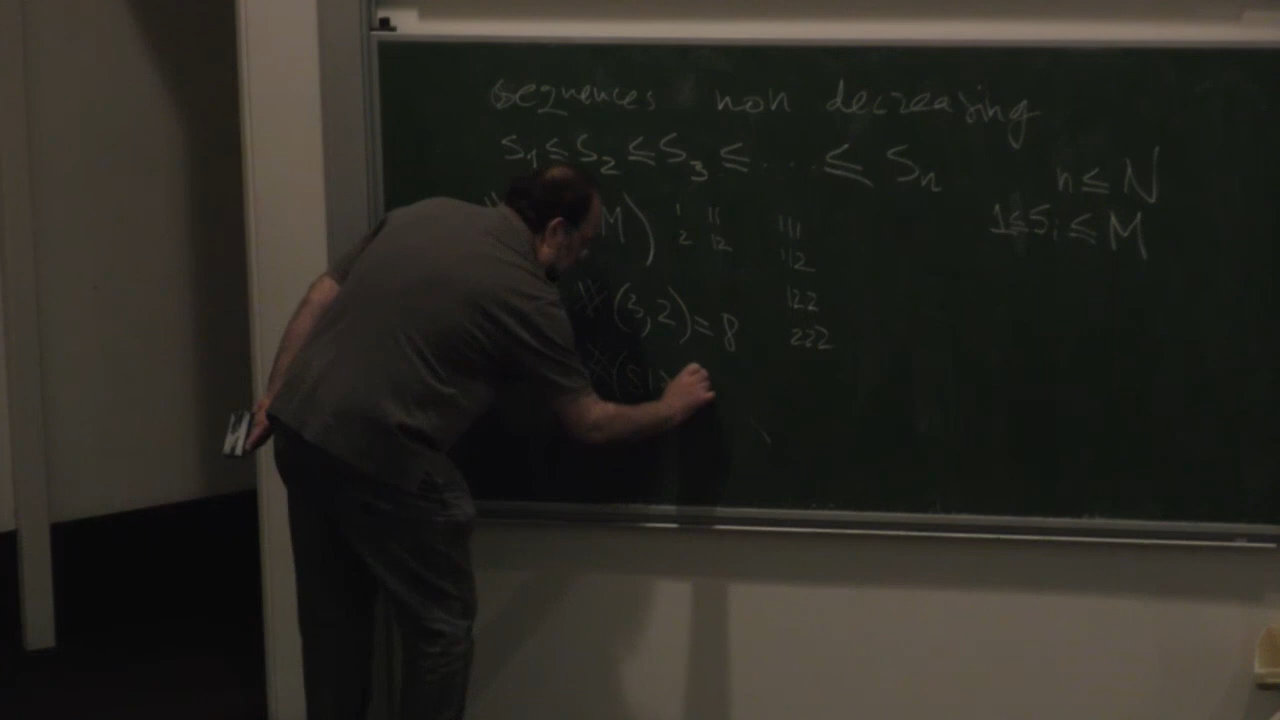 sequences non decreasing
S₁ ≤ S₂ ≤ S₃ ≤ . . . . ≤ Sₙ
n ≤ N
1 ≤ Sᵢ ≤ M
M)
1 11 111
2 12 112
#(3,2) = 8
122
222
#(5,